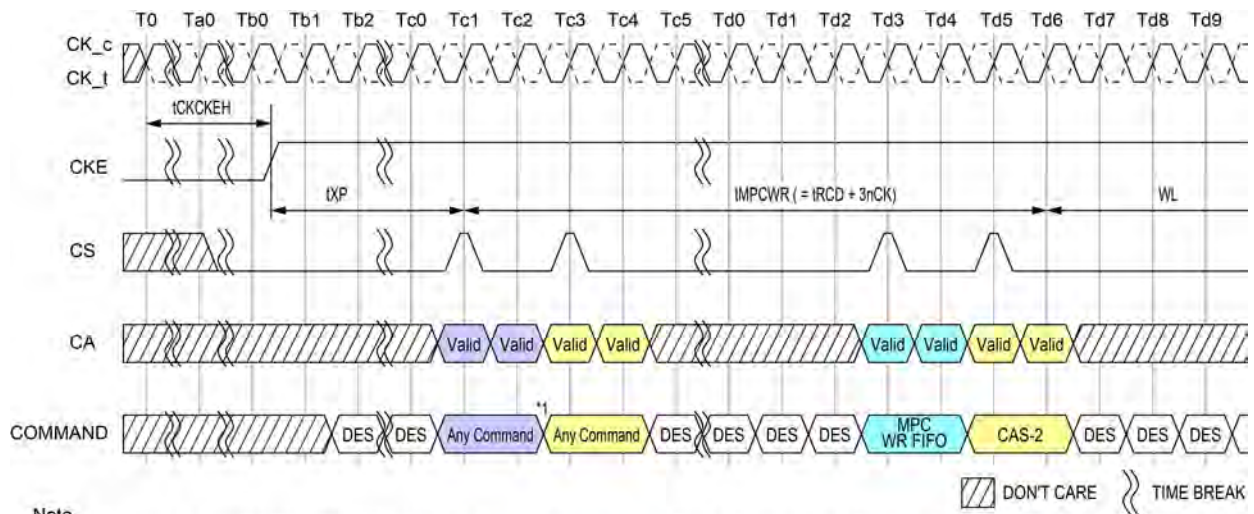 T0 Ta0 Tb0 Tb1 Tb2 Tc0 Tc1 Tc2 Tc3 Tc4 Tc5 Td0 Td1 Td2 Td3 Td4 Td5 Td6 Td7 Td8 Td9
CK_c
CK_t
tCKCKEH
CKE
tXP tMPCWR ( = tRCD + 3nCK) WL
CS
CA Valid Valid Valid Valid Valid Valid Valid Valid
*1
COMMAND DES DES Any Command Any Command DES DES DES DES MPC WR FIFO CAS-2 DES DES DES
DON'T CARE TIME BREAK
Note